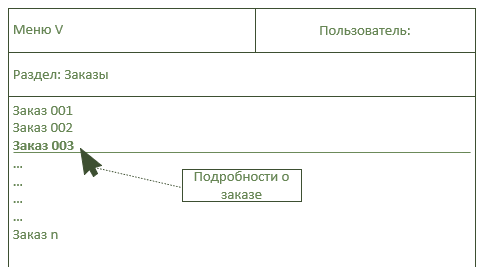 Меню V
Пользователь:
Раздел: Заказы
Заказ 001
Заказ 002
Заказ 003
...
...
...
...
Заказ n
Подробности о
заказе